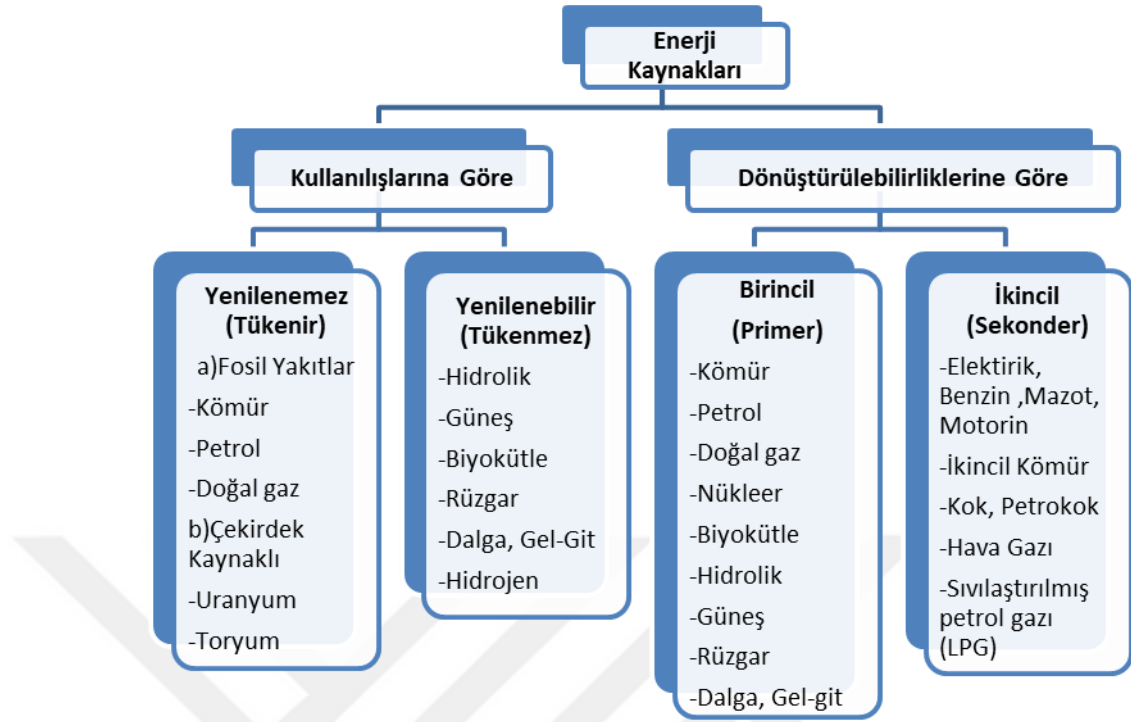 Enerji
Kaynakları
Kullanılışlarına Göre
Dönüştürülebilirliklerine Göre
Yenilenemez
(Tükenir)
a)Fosil Yakıtlar
-Kömür
-Petrol
-Doğal gaz
b)Çekirdek
Kaynaklı
-Uranyum
-Toryum
Yenilenebilir
(Tükenmez)
-Hidrolik
-Güneş
-Biyokütle
-Rüzgar
-Dalga, Gel-Git
-Hidrojen
Birincil
(Primer)
-Kömür
-Petrol
-Doğal gaz
-Nükleer
-Biyokütle
-Hidrolik
-Güneş
-Rüzgar
-Dalga, Gel-git
İkincil
(Sekonder)
-Elektirik,
Benzin ,Mazot,
Motorin
-İkincil Kömür
-Kok, Petrokok
-Hava Gazı
-Sıvılaştırılmış
petrol gazı
(LPG)